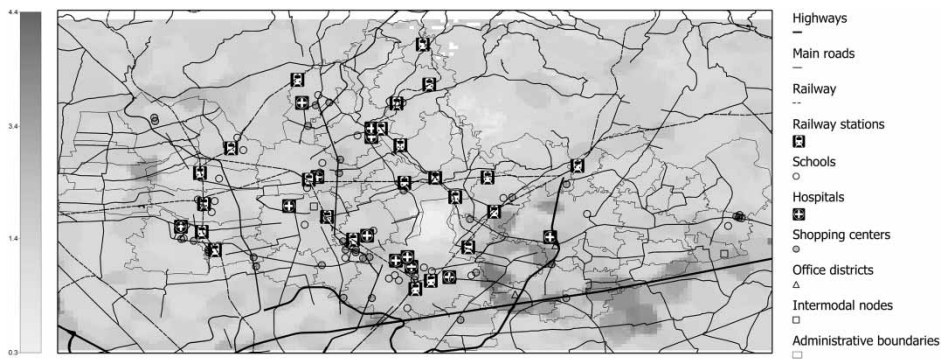 4.4
3.4
1.4
0.3
Highways
Main roads
Railway
Railway stations
Schools
Hospitals
Shopping centers
Office districts
Intermodal nodes
Administrative boundaries